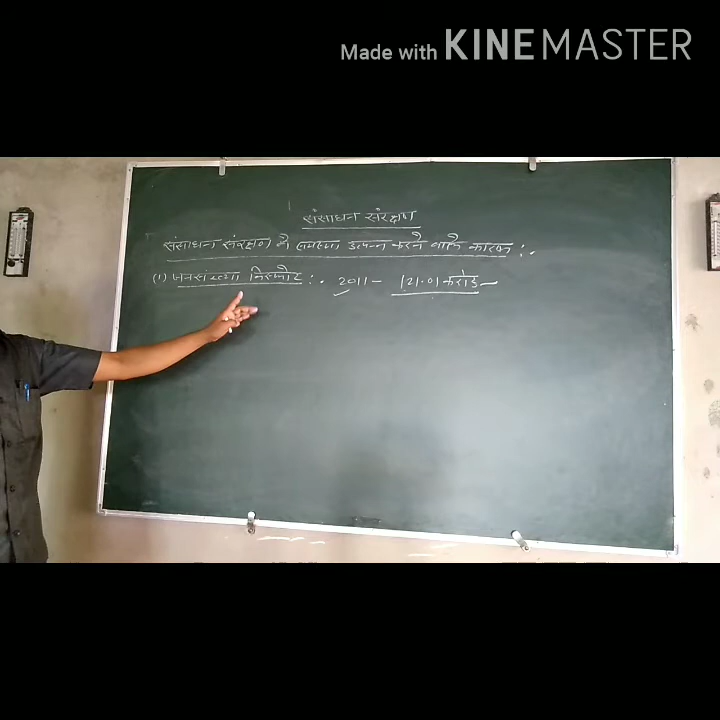 Made with KINEMASTER
संसाधन संरक्षण
संसाधन संरक्षण में समस्या उत्पन्न करने वाले कारक :-
(1) जनसंख्या विस्फोट :- 2011 - 121.01 करोड़